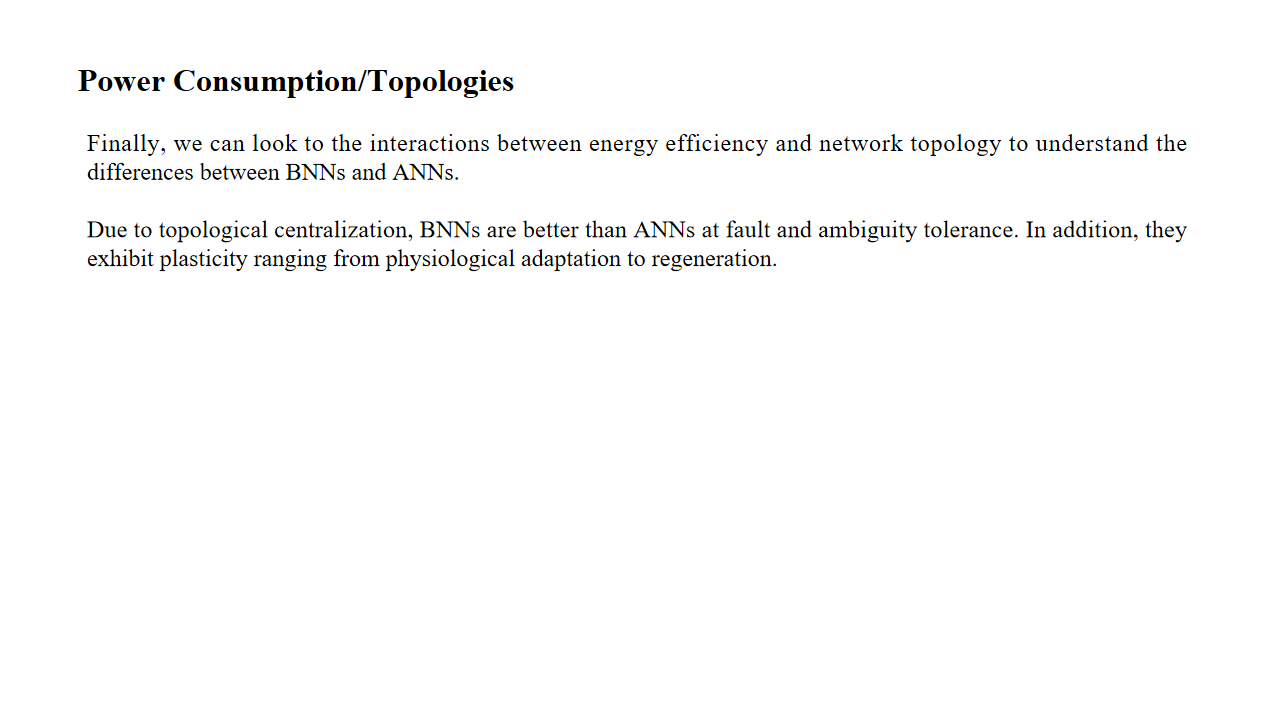 Power Consumption/Topologies
Finally, we can look to the interactions between energy efficiency and network topology to understand the
differences between BNNs and ANNs.
Due to topological centralization, BNNs are better than ANNs at fault and ambiguity tolerance. In addition, they
exhibit plasticity ranging from physiological adaptation to regeneration.